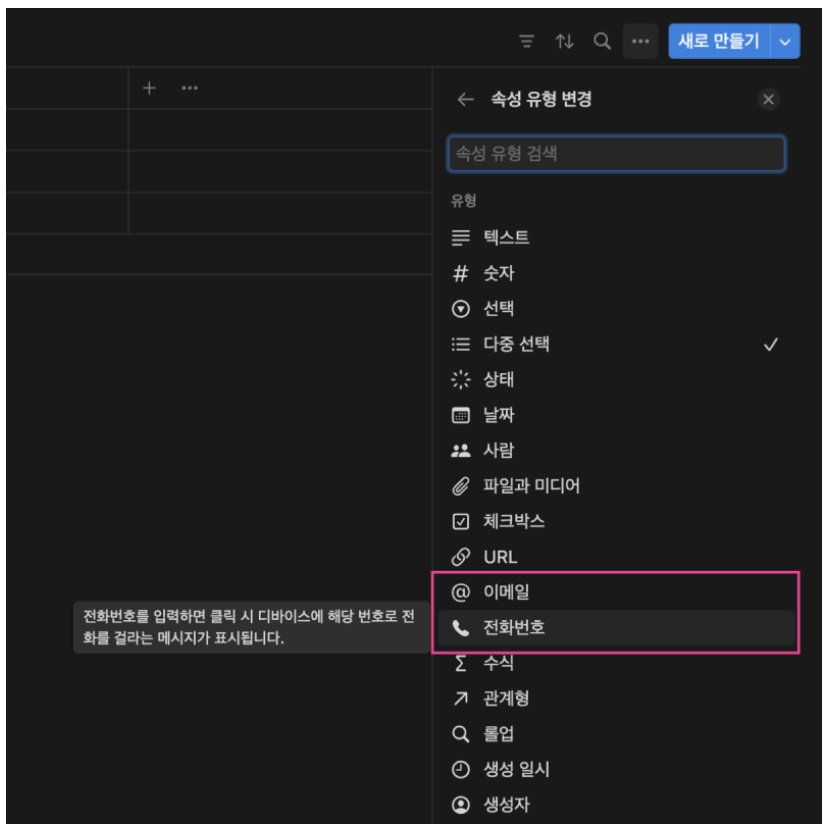 새로 만들기
속성 유형 변경
속성 유형 검색
유형
텍스트
숫자
선택
다중 선택
상태
날짜
사람
파일과 미디어
체크박스
URL
이메일
전화번호를 입력하면 클릭 시 디바이스에 해당 번호로 전
화를 걸라는 메시지가 표시됩니다.
전화번호
수식
관계형
롤업
생성 일시
생성자